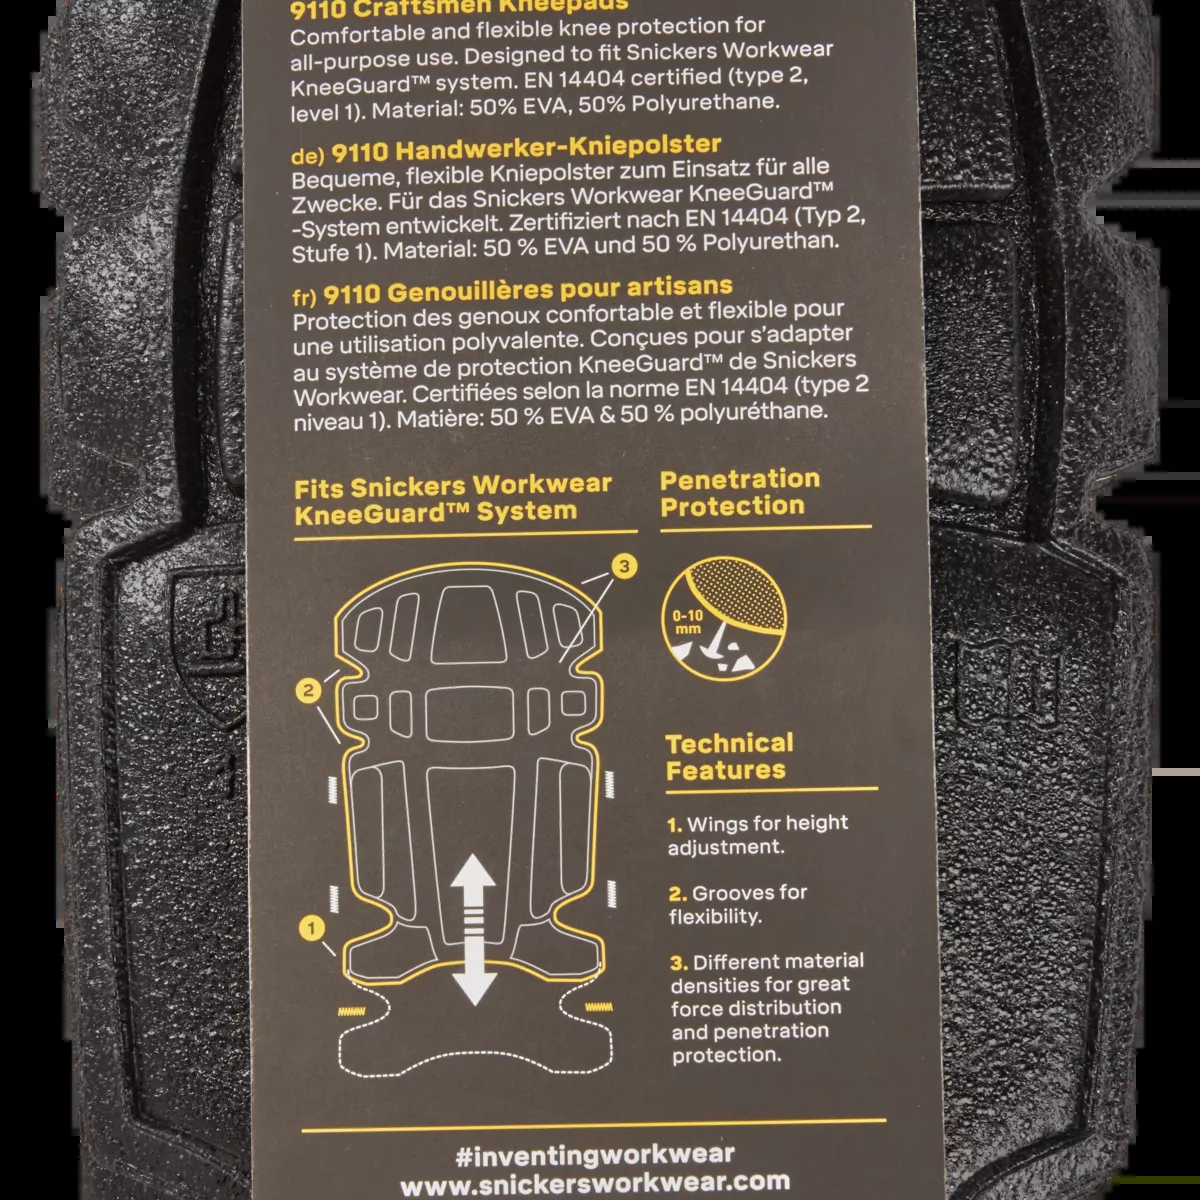 9110 Craftsmen Kneepads
Comfortable and flexible knee protection for
all-purpose use. Designed to fit Snickers Workwear
KneeGuard™ system. EN 14404 certified (type 2,
level 1). Material: 50% EVA, 50% Polyurethane.
de) 9110 Handwerker-Kniepolster
Bequeme, flexible Kniepolster zum Einsatz für alle
Zwecke. Für das Snickers Workwear KneeGuard™
-System entwickelt. Zertifiziert nach EN 14404 (Typ 2,
Stufe 1). Material: 50 % EVA und 50 % Polyurethan.
fr) 9110 Genouillères pour artisans
Protection des genoux confortable et flexible pour
une utilisation polyvalente. Conçues pour s'adapter
au système de protection KneeGuard™ de Snickers
Workwear. Certifiées selon la norme EN 14404 (type 2
niveau 1). Matière: 50 % EVA & 50 % polyuréthane.
Fits Snickers Workwear
KneeGuard™ System
3
2
1
Penetration
Protection
0-10
mm
Technical
Features
1. Wings for height
adjustment.
2. Grooves for
flexibility.
3. Different material
densities for great
force distribution
and penetration
protection.
#inventingworkwear
www.snickersworkwear.com